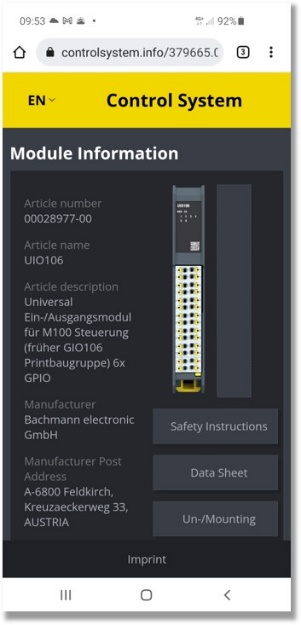 09:53
92%
controlsystem.info/379665.0
3
EN
Control System
Module Information
Article number
00028977-00
Article name
UIO106
Article description
Universal
Ein-/Ausgangsmodul
für M100 Steuerung
(früher GIO106
Printbaugruppe) 6x
GPIO
Manufacturer
Bachmann electronic
GmbH
Manufacturer Post
Address
A-6800 Feldkirch,
Kreuzaeckerweg 33,
AUSTRIA
Safety Instructions
Data Sheet
Un-/Mounting
Imprint